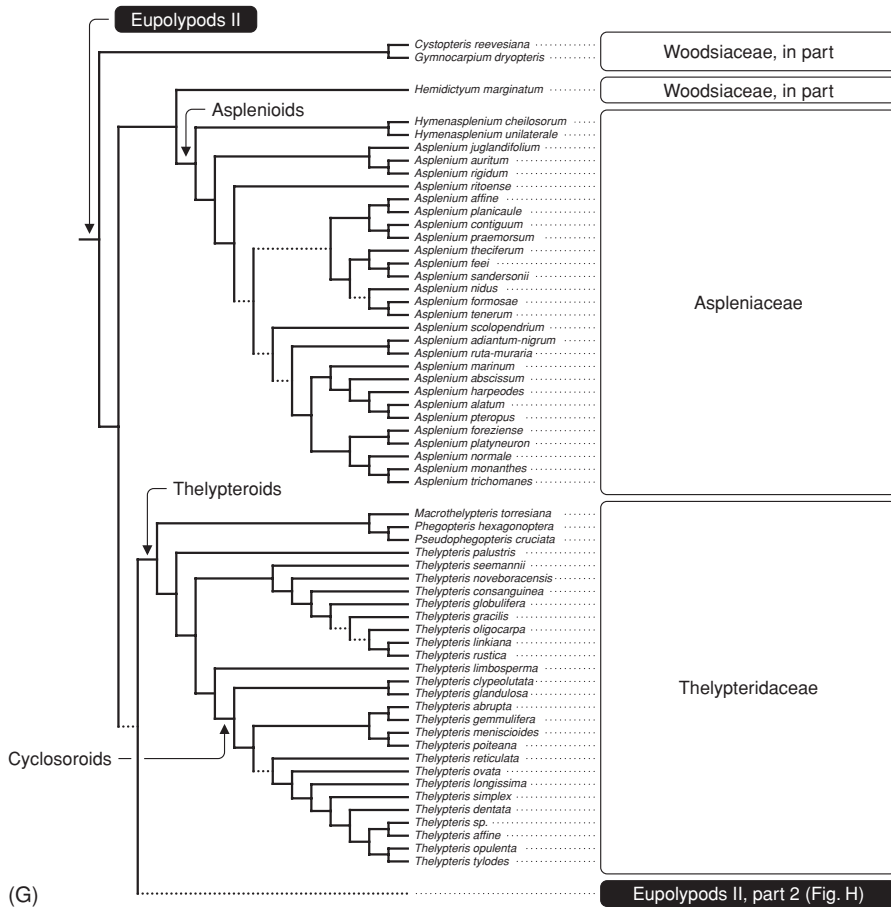 Eupolypods II
Cystopteris reevesiana
Gymnocarpium dryopteris
Woodsiaceae, in part
Hemidictyum marginatum
Woodsiaceae, in part
Asplenioids
Hymenasplenium cheilosorum
Hymenasplenium unilaterale
Asplenium juglandifolium
Asplenium auritum
Asplenium rigidum
Asplenium ritoense
Asplenium affine
Asplenium planicaule
Asplenium contiguum
Asplenium praemorsum
Asplenium theciferum
Asplenium feei
Asplenium sandersonii
Asplenium nidus
Asplenium formosae
Asplenium tenerum
Asplenium scolopendrium
Asplenium adiantum-nigrum
Asplenium ruta-muraria
Asplenium marinum
Asplenium abscissum
Asplenium harpeodes
Asplenium alatum
Asplenium pteropus
Asplenium foreziense
Asplenium platyneuron
Asplenium normale
Asplenium monanthes
Asplenium trichomanes
Aspleniaceae
Thelypteroids
Macrothelypteris torresiana
Phegopteris hexagonoptera
Pseudophegopteris cruciata
Thelypteris palustris
Thelypteris seemannii
Thelypteris noveboracensis
Thelypteris consanguinea
Thelypteris globulifera
Thelypteris gracilis
Thelypteris oligocarpa
Thelypteris linkiana
Thelypteris rustica
Thelypteris limbosperma
Thelypteris clypeolutata
Thelypteris glandulosa
Thelypteris abrupta
Thelypteris gemmulifera
Thelypteris meniscioides
Thelypteris poiteana
Thelypteris reticulata
Thelypteris ovata
Thelypteris longissima
Thelypteris simplex
Thelypteris dentata
Thelypteris sp.
Thelypteris affine
Thelypteris opulenta
Thelypteris tylodes
Thelypteridaceae
Cyclosoroids
(G)
Eupolypods II, part 2 (Fig. H)